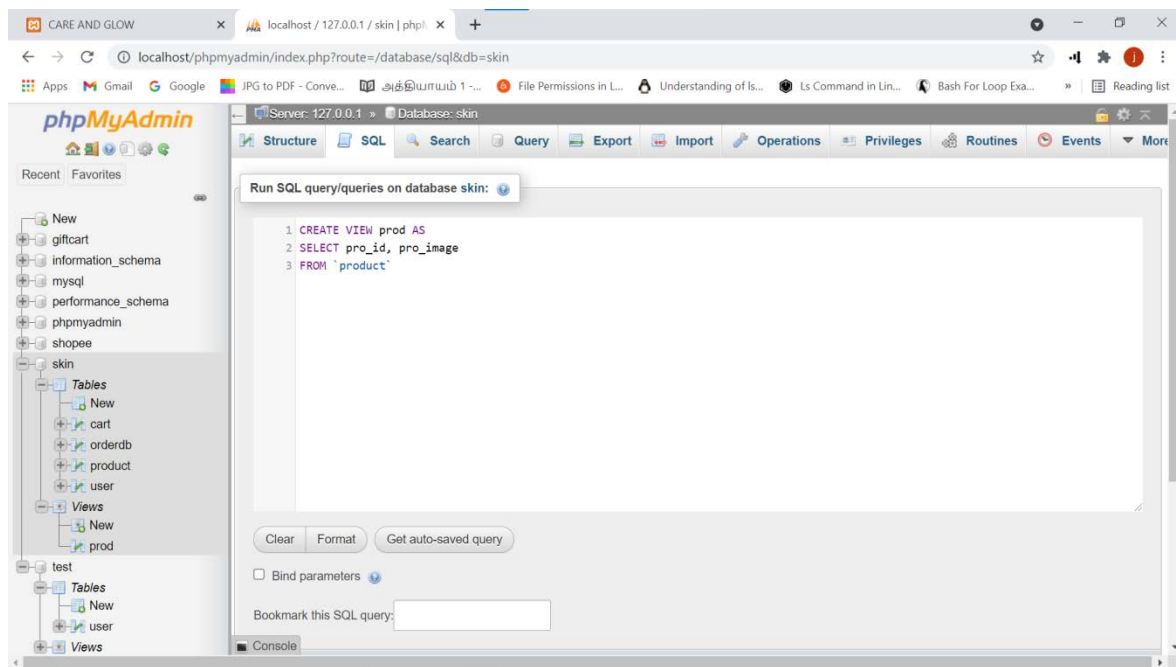 CARE AND GLOW
localhost / 127.0.0.1 / skin | php
localhost/phpmyadmin/index.php?route=/database/sql&db=skin
j
Apps Gmail Google JPG to PDF - Conve... அத்தியாயம் 1 -... File Permissions in L... Understanding of Is... Ls Command in Lin... Bash For Loop Exa... » Reading list
phpMyAdmin
Recent Favorites
New
giftcart
information_schema
mysql
performance_schema
phpmyadmin
shopee
skin
Tables
New
cart
orderdb
product
user
Views
New
prod
test
Tables
New
user
Views
Server: 127.0.0.1 » Database: skin
Structure SQL Search Query Export Import Operations Privileges Routines Events More
Run SQL query/queries on database skin:
1 CREATE VIEW prod AS
2 SELECT pro_id, pro_image
3 FROM `product`
Clear Format Get auto-saved query
Bind parameters
Bookmark this SQL query:
Console